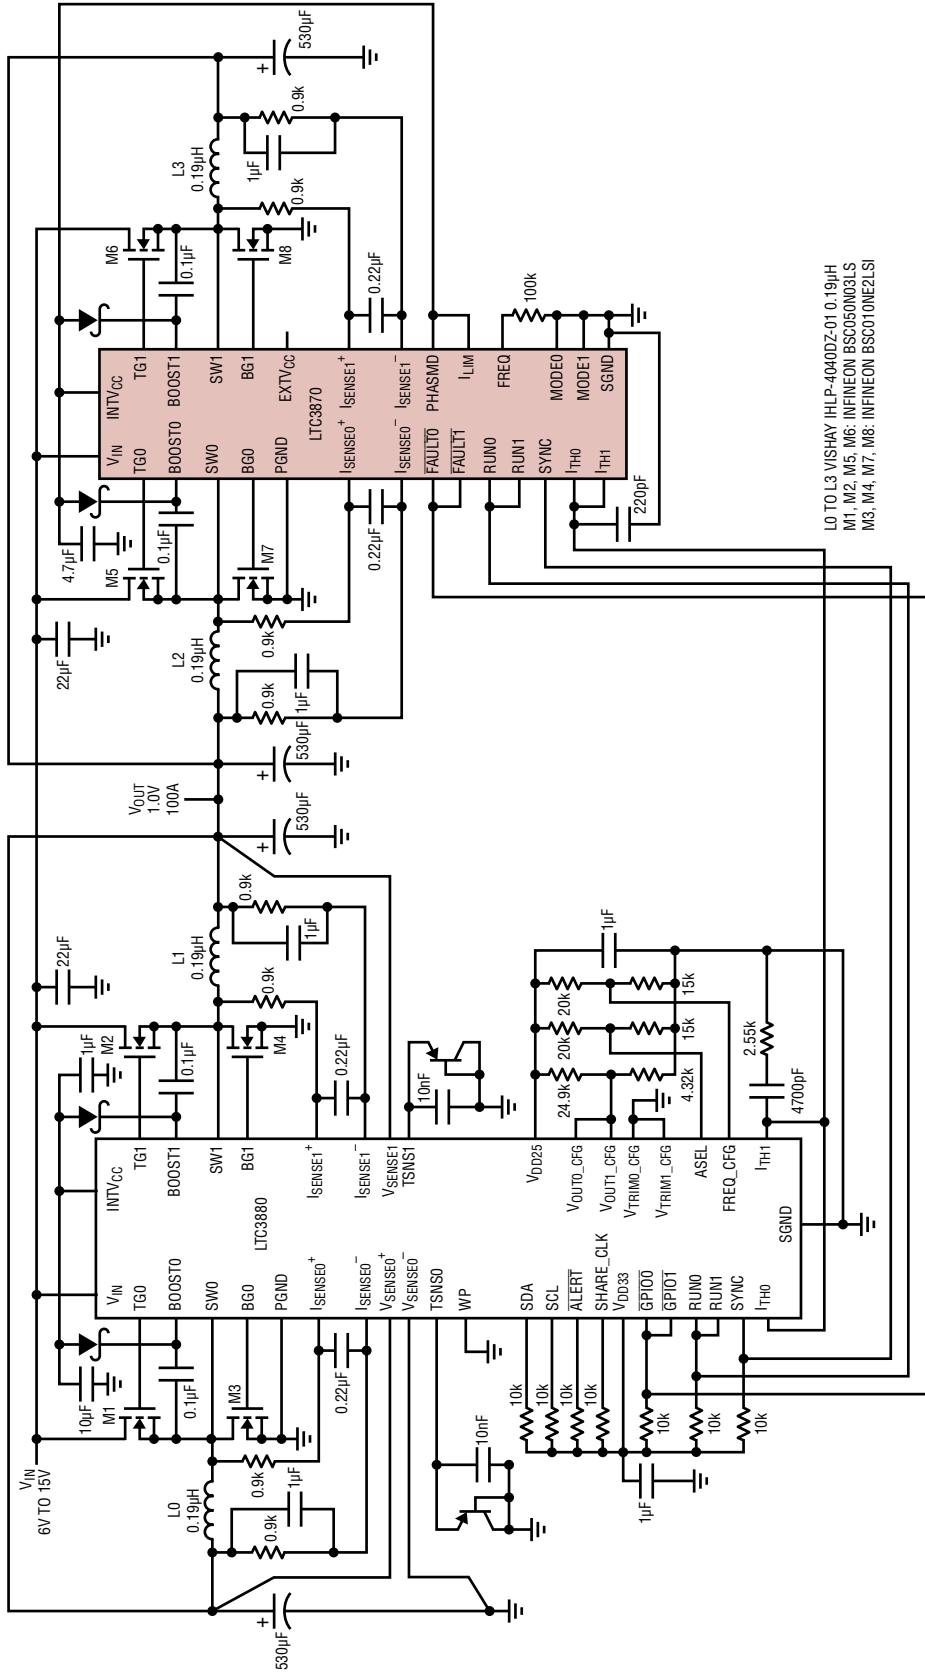 VIN
6V TO 15V
530µF
L0
0.19µH
0.9k
1µF
0.9k
M1
10µF
0.1µF
M3
0.22µF
10nF
1µF
10k
10k
10k
10k
10k
10k
10k
VIN
INTVCC
TG0
TG1
BOOST0
BOOST1
SW0
SW1
BG0
BG1
PGND
LTC3880
ISENSE0+
ISENSE1+
ISENSE0–
ISENSE1–
VSENSE0+
VSENSE1
VSENSE0–
TSNS1
TSNS0
WP
SDA
VDD25
SCL
ALERT
VOUT0_CFG
SHARE_CLK
VOUT1_CFG
VDD33
VTRIM0_CFG
GPIO0
VTRIM1_CFG
GPIO1
RUN0
ASEL
RUN1
FREQ_CFG
SYNC
ITH0
ITH1
SGND
1µF
M2
0.1µF
M4
22µF
L1
0.19µH
0.9k
0.9k
1µF
0.22µF
10nF
24.9k
20k
20k
1µF
4.32k
15k
15k
4700pF
2.55k
530µF
VOUT
1.0V
100A
530µF
L2
0.19µH
0.9k
1µF
0.9k
22µF
M5
4.7µF
0.1µF
M7
0.22µF
220pF
VIN
INTVCC
TG0
TG1
BOOST0
BOOST1
SW0
SW1
BG0
BG1
PGND
EXTVCC
LTC3870
ISENSE0+
ISENSE1+
ISENSE0–
ISENSE1–
FAULT0
PHASMD
FAULT1
ILIM
RUN0
FREQ
RUN1
SYNC
MODE0
ITH0
MODE1
ITH1
SGND
M6
0.1µF
M8
L3
0.19µH
0.9k
1µF
0.9k
0.22µF
100k
530µF
L0 TO L3 VISHAY IHLP-4040DZ-01 0.19µH
M1, M2, M5, M6: INFINEON BSC050N03LS
M3, M4, M7, M8: INFINEON BSC010NE2LSI